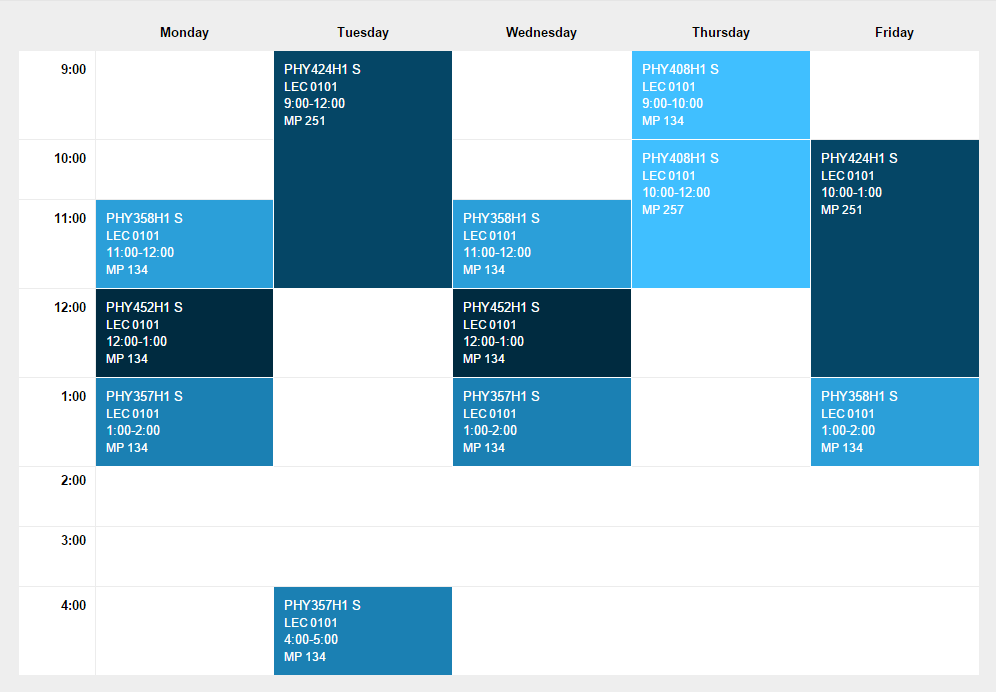 Monday Tuesday Wednesday Thursday Friday
9:00
PHY424H1 S
LEC 0101
9:00-12:00
MP 251
PHY408H1 S
LEC 0101
9:00-10:00
MP 134
10:00
PHY408H1 S
LEC 0101
10:00-12:00
MP 257
PHY424H1 S
LEC 0101
10:00-1:00
MP 251
11:00
PHY358H1 S
LEC 0101
11:00-12:00
MP 134
PHY358H1 S
LEC 0101
11:00-12:00
MP 134
12:00
PHY452H1 S
LEC 0101
12:00-1:00
MP 134
PHY452H1 S
LEC 0101
12:00-1:00
MP 134
1:00
PHY357H1 S
LEC 0101
1:00-2:00
MP 134
PHY357H1 S
LEC 0101
1:00-2:00
MP 134
PHY358H1 S
LEC 0101
1:00-2:00
MP 134
2:00
3:00
4:00
PHY357H1 S
LEC 0101
4:00-5:00
MP 134